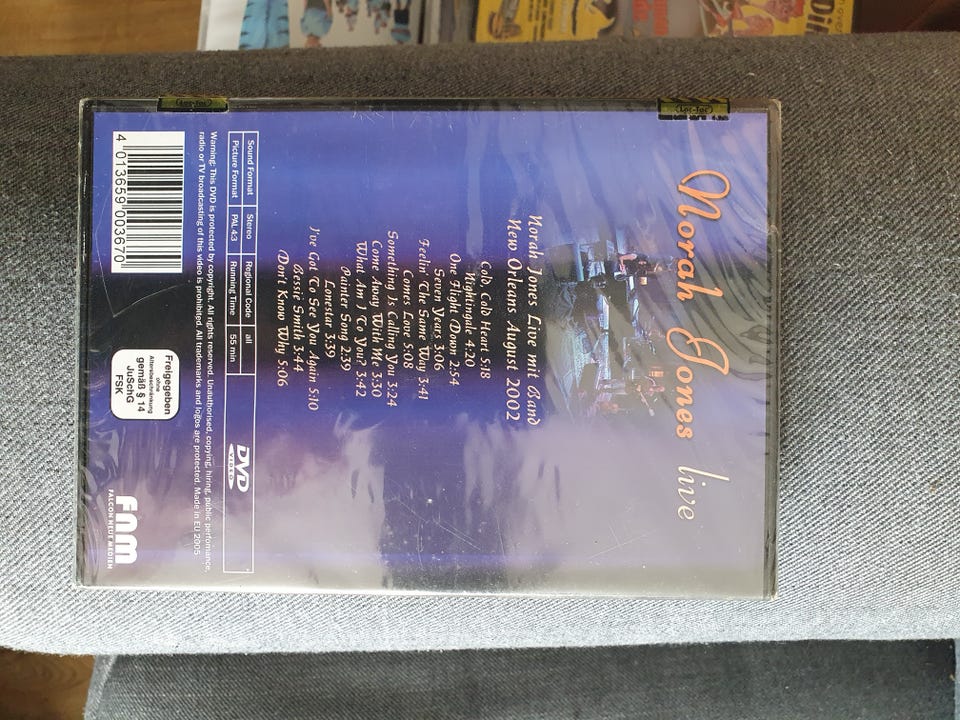 Norah Jones live
Norah Jones Live mit Band
New Orleans August 2002
Cold, Cold Heart 5:18
Nightingale 4:20
One Flight Down 2:54
Seven Years 3:06
Feelin' The Same Way 3:41
Comes Love 5:08
Something Is Calling You 3:24
Come Away With Me 3:30
What Am I To You? 3:42
Painter Song 2:59
Lonestar 3:39
I've Got To See You Again 5:10
Bessie Smith 3:44
Don't Know Why 5:06
Sound Format Stereo Regional Code all
Picture Format PAL 4:3 Running Time 55 min
DVD
VIDEO
Warning: This DVD is protected by copyright. All rights reserved. Unauthorised, copying, hiring, public performance,
radio or TV broadcasting of this video is prohibited. All trademarks and logos are protected. Made in EU 2005
4 013659 003670
Freigegeben
ohne
Altersbeschränkung
gemäß § 14
JuSchG
FSK
fnm
FALCON NEUE MEDIEN